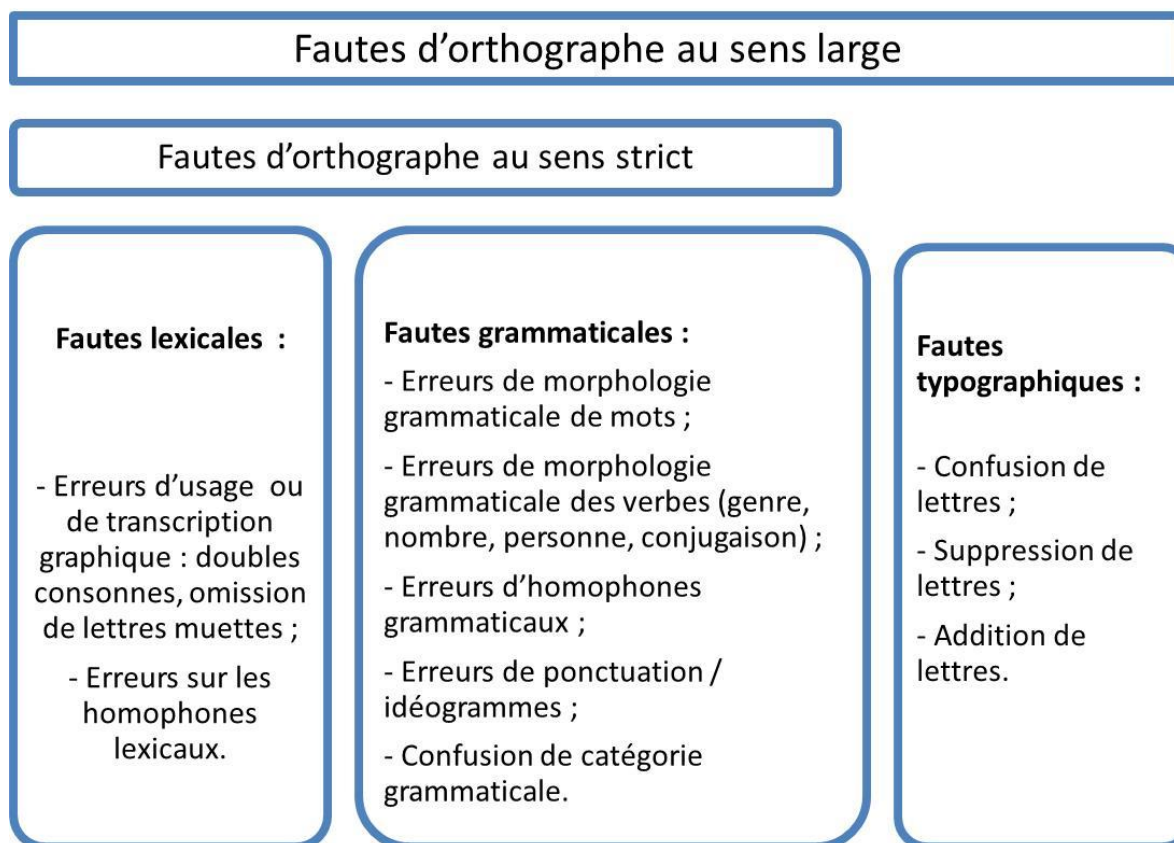 Fautes d’orthographe au sens large
Fautes d’orthographe au sens strict
Fautes lexicales :
- Erreurs d’usage ou
de transcription
graphique : doubles
consonnes, omission
de lettres muettes ;
- Erreurs sur les
homophones
lexicaux.
Fautes grammaticales :
- Erreurs de morphologie
grammaticale de mots ;
- Erreurs de morphologie
grammaticale des verbes (genre,
nombre, personne, conjugaison) ;
- Erreurs d’homophones
grammaticaux ;
- Erreurs de ponctuation /
idéogrammes ;
- Confusion de catégorie
grammaticale.
Fautes
typographiques :
- Confusion de
lettres ;
- Suppression de
lettres ;
- Addition de
lettres.